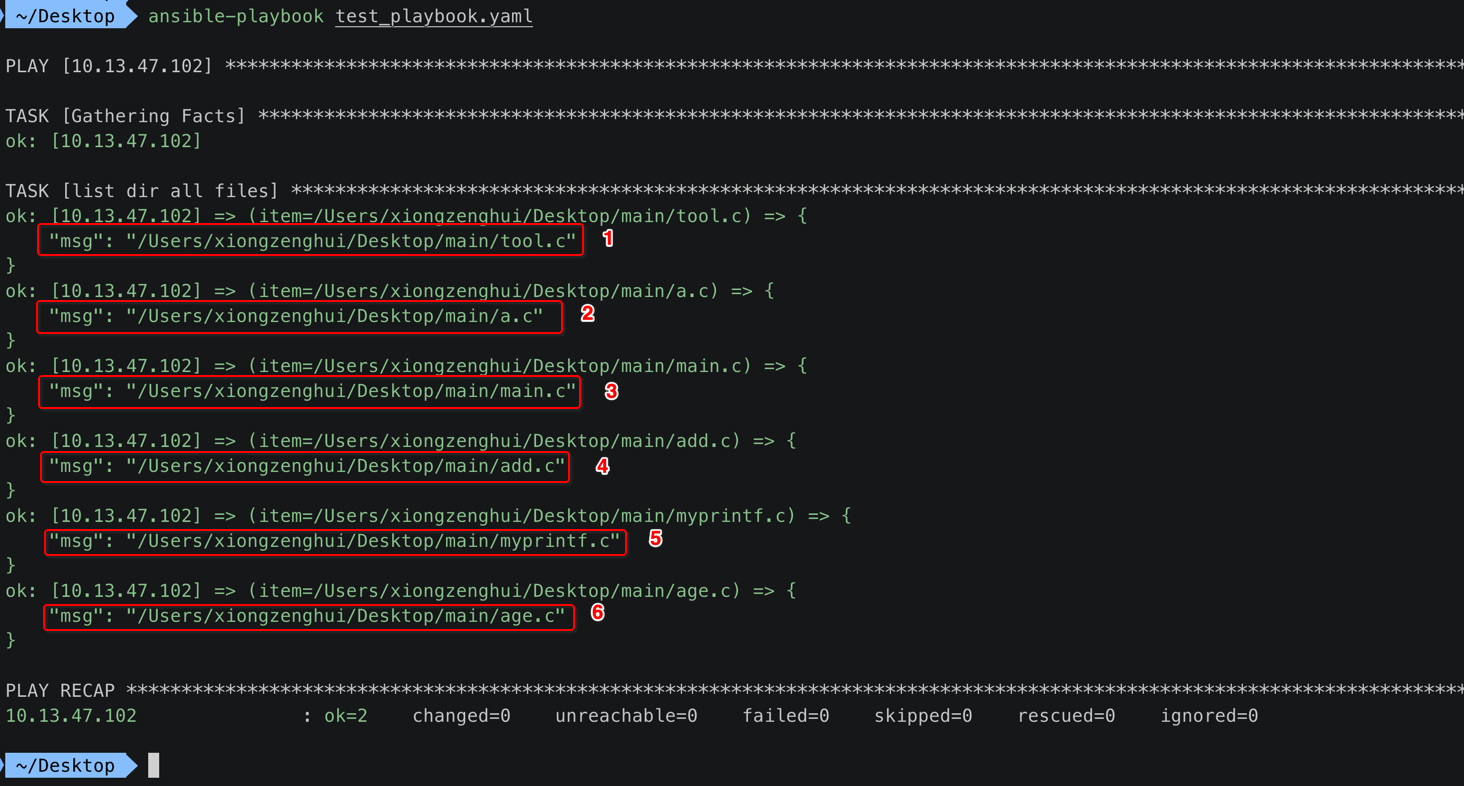 ~/Desktop ansible-playbook test_playbook.yaml
PLAY [10.13.47.102] ******************************************************************************************************************
TASK [Gathering Facts] ***************************************************************************************************************
ok: [10.13.47.102]
TASK [list dir all files] ************************************************************************************************************
ok: [10.13.47.102] => (item=/Users/xiongzenghui/Desktop/main/tool.c) => {
"msg": "/Users/xiongzenghui/Desktop/main/tool.c" 1
}
ok: [10.13.47.102] => (item=/Users/xiongzenghui/Desktop/main/a.c) => {
"msg": "/Users/xiongzenghui/Desktop/main/a.c" 2
}
ok: [10.13.47.102] => (item=/Users/xiongzenghui/Desktop/main/main.c) => {
"msg": "/Users/xiongzenghui/Desktop/main/main.c" 3
}
ok: [10.13.47.102] => (item=/Users/xiongzenghui/Desktop/main/add.c) => {
"msg": "/Users/xiongzenghui/Desktop/main/add.c" 4
}
ok: [10.13.47.102] => (item=/Users/xiongzenghui/Desktop/main/myprintf.c) => {
"msg": "/Users/xiongzenghui/Desktop/main/myprintf.c" 5
}
ok: [10.13.47.102] => (item=/Users/xiongzenghui/Desktop/main/age.c) => {
"msg": "/Users/xiongzenghui/Desktop/main/age.c" 6
}
PLAY RECAP ***************************************************************************************************************************
10.13.47.102 : ok=2 changed=0 unreachable=0 failed=0 skipped=0 rescued=0 ignored=0
~/Desktop